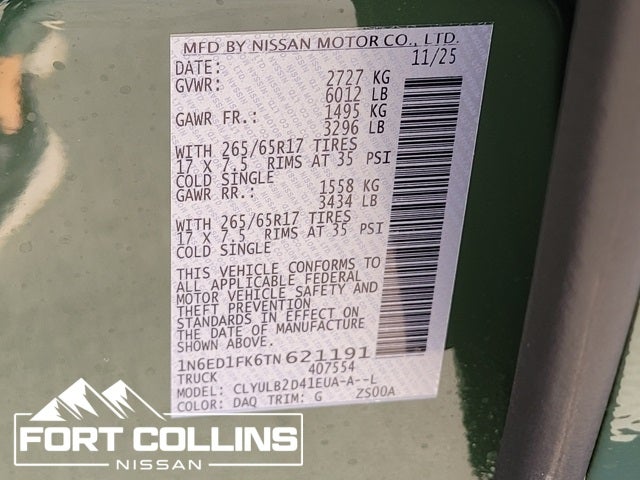 MFD BY NISSAN MOTOR CO., LTD.
DATE: 11/25
GVWR: 2727 KG
6012 LB
GAWR FR.: 1495 KG
3296 LB
WITH 265/65R17 TIRES
17 X 7.5 RIMS AT 35 PSI
COLD SINGLE
GAWR RR.: 1558 KG
3434 LB
WITH 265/65R17 TIRES
17 X 7.5 RIMS AT 35 PSI
COLD SINGLE
THIS VEHICLE CONFORMS TO
ALL APPLICABLE FEDERAL
MOTOR VEHICLE SAFETY AND
THEFT PREVENTION
STANDARDS IN EFFECT ON
THE DATE OF MANUFACTURE
SHOWN ABOVE.
1N6ED1FK6TN621191
TRUCK 407554
MODEL: CLYULB2D41EUA-A--L
COLOR: DAQ TRIM: G ZS00A
FORT COLLINS
NISSAN